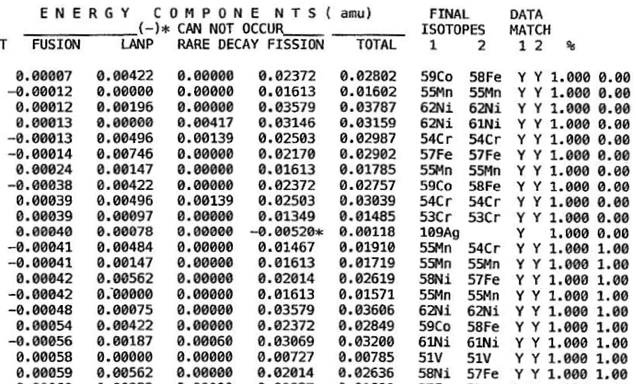 E N E R G Y   C O M P O N E N T S ( amu)   FINAL   DATA
(-)* CAN NOT OCCUR   ISOTOPES   MATCH
T   FUSION   LANP   RARE DECAY   FISSION   TOTAL   1   2   1 2   %
0.00007   0.00422   0.00000   0.02372   0.02802   59Co   58Fe   Y Y   1.000   0.00
-0.00012   0.00000   0.00000   0.01613   0.01602   55Mn   55Mn   Y Y   1.000   0.00
-0.00012   0.00196   0.00000   0.03579   0.03787   62Ni   62Ni   Y Y   1.000   0.00
0.00013   0.00000   0.00417   0.03146   0.03159   62Ni   61Ni   Y Y   1.000   0.00
-0.00013   0.00496   0.00139   0.02503   0.02987   54Cr   54Cr   Y Y   1.000   0.00
-0.00014   0.00746   0.00000   0.02170   0.02902   57Fe   57Fe   Y Y   1.000   0.00
0.00024   0.00147   0.00000   0.01613   0.01785   55Mn   55Mn   Y Y   1.000   0.00
-0.00038   0.00422   0.00000   0.02372   0.02757   59Co   58Fe   Y Y   1.000   0.00
0.00039   0.00496   0.00139   0.02503   0.03039   54Cr   54Cr   Y Y   1.000   0.00
0.00039   0.00097   0.00000   0.01349   0.01485   53Cr   53Cr   Y Y   1.000   0.00
0.00040   0.00078   0.00000   -0.00520*   0.00118   109Ag   Y   1.000   0.00
-0.00041   0.00484   0.00000   0.01467   0.01910   55Mn   54Cr   Y Y   1.000   1.00
-0.00041   0.00147   0.00000   0.01613   0.01719   55Mn   55Mn   Y Y   1.000   1.00
0.00042   0.00562   0.00000   0.02014   0.02619   58Ni   57Fe   Y Y   1.000   1.00
-0.00042   0.00000   0.00000   0.01613   0.01571   55Mn   55Mn   Y Y   1.000   1.00
-0.00048   0.00075   0.00000   0.03579   0.03606   62Ni   62Ni   Y Y   1.000   1.00
0.00054   0.00422   0.00000   0.02372   0.02849   59Co   58Fe   Y Y   1.000   1.00
-0.00056   0.00187   0.00060   0.03069   0.03200   61Ni   61Ni   Y Y   1.000   1.00
0.00058   0.00000   0.00000   0.00727   0.00785   51V   51V   Y Y   1.000   1.00
0.00059   0.00562   0.00000   0.02014   0.02636   58Ni   57Fe   Y Y   1.000   1.00